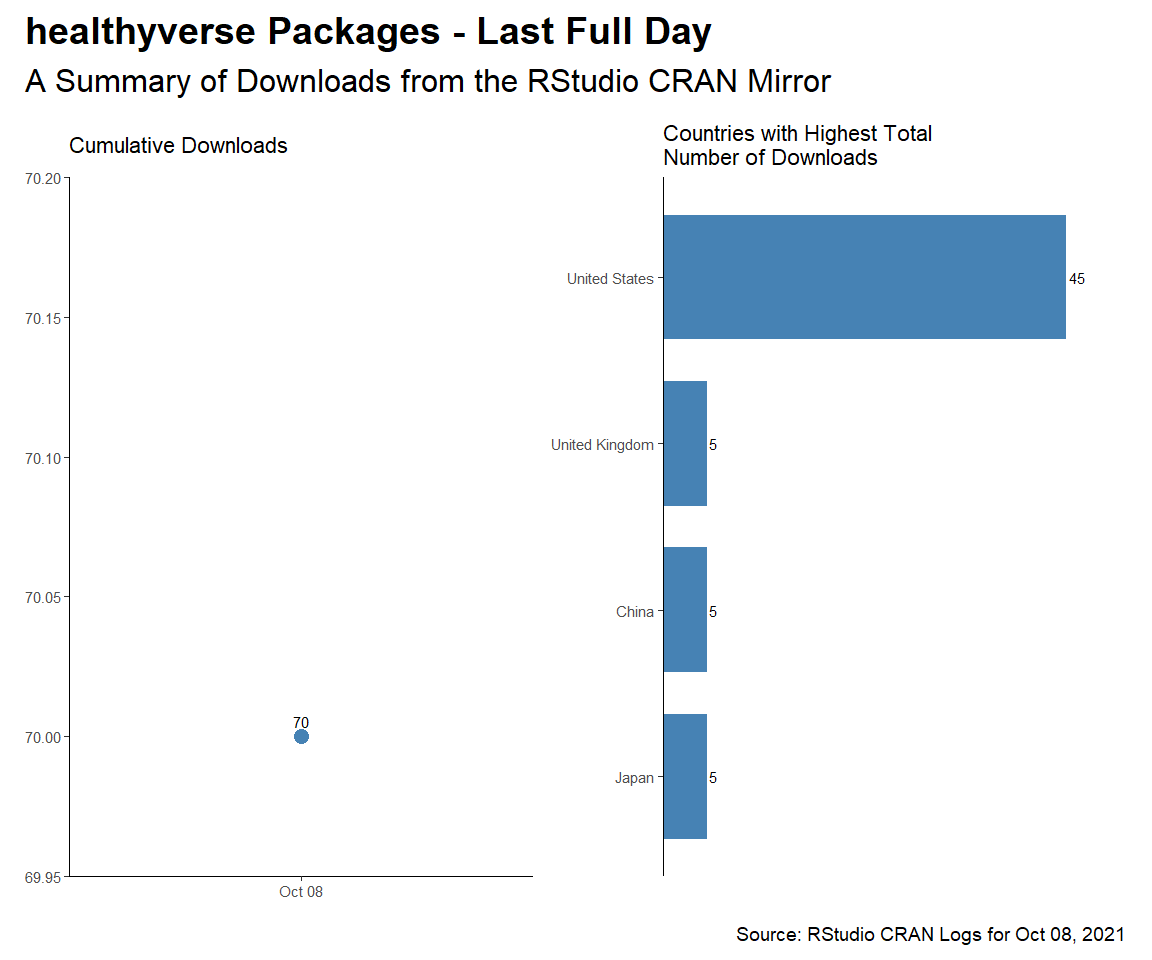 healthyverse Packages - Last Full Day
A Summary of Downloads from the RStudio CRAN Mirror
Cumulative Downloads
70.20
70.15
70.10
70.05
70.00
69.95
70
Oct 08
Countries with Highest Total
Number of Downloads
United States
45
United Kingdom
5
China
5
Japan
5
Source: RStudio CRAN Logs for Oct 08, 2021